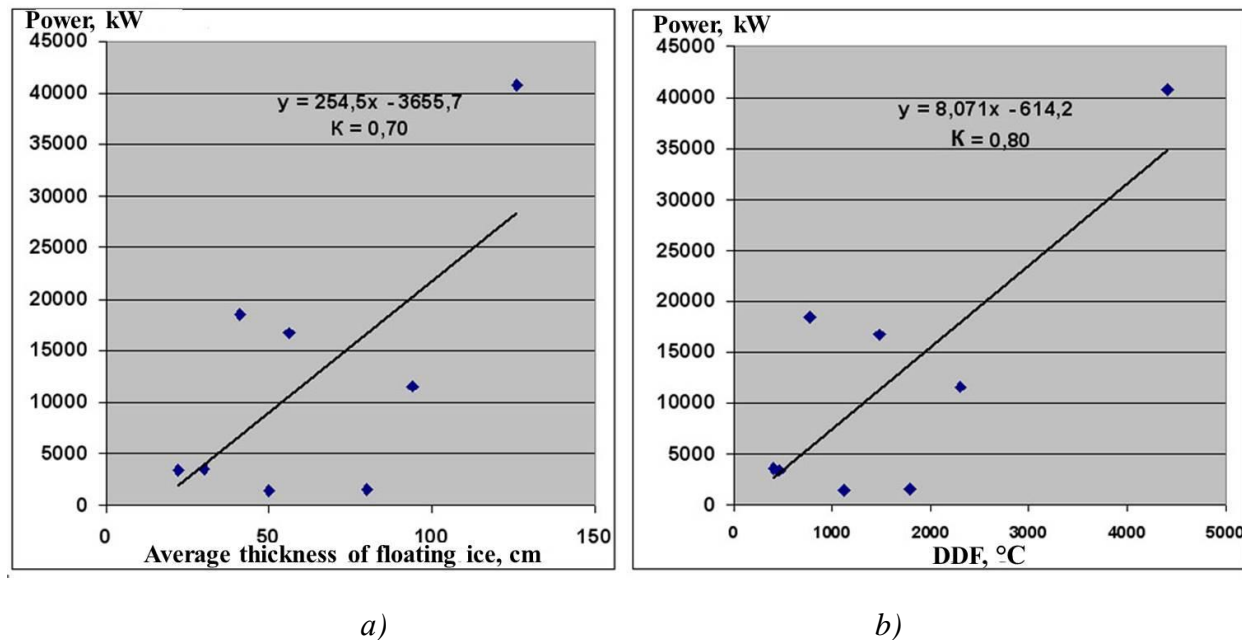 Power, kW
45000
40000
35000
30000
25000
20000
15000
10000
5000
0
y = 254,5x - 3655,7
K = 0,70
0 50 100 150
Average thickness of floating ice, cm
a)
Power, kW
45000
40000
35000
30000
25000
20000
15000
10000
5000
0
y = 8,071x - 614,2
K = 0,80
0 1000 2000 3000 4000 5000
DDF, °C
b)